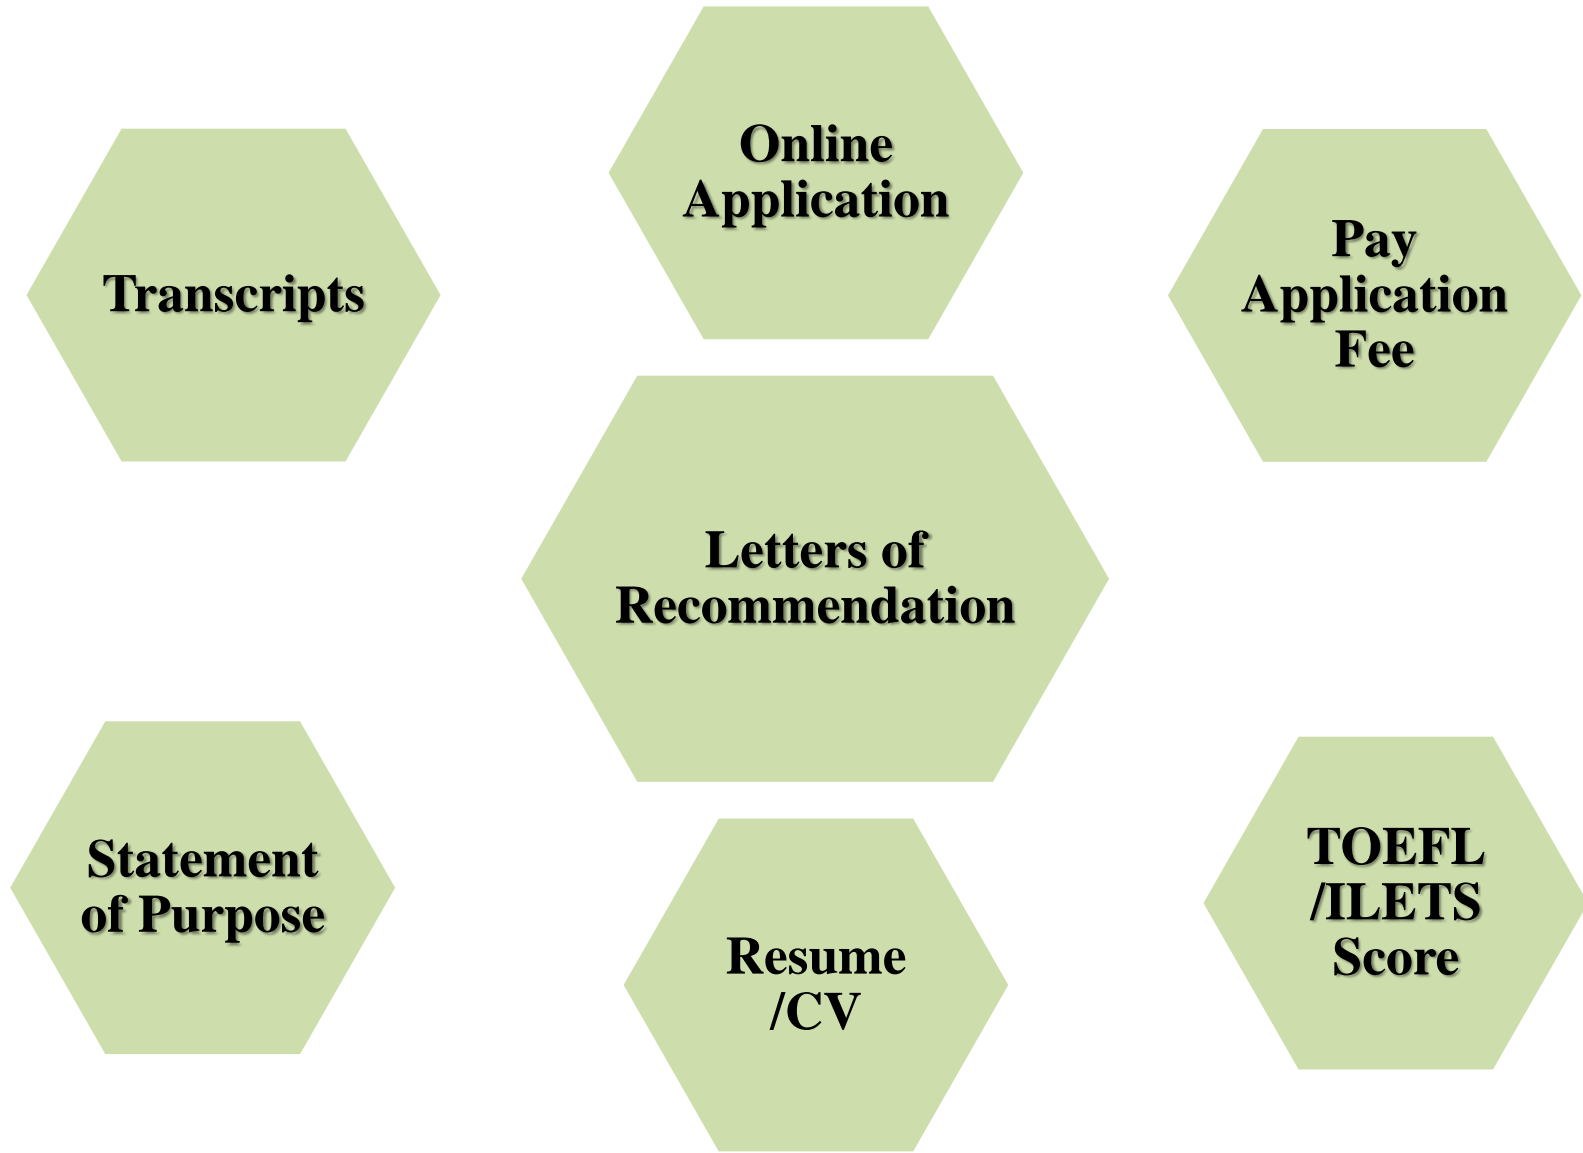 Online
Application
Transcripts
Pay
Application
Fee
Letters of
Recommendation
Statement
of Purpose
Resume
/CV
TOEFL
/ILETS
Score